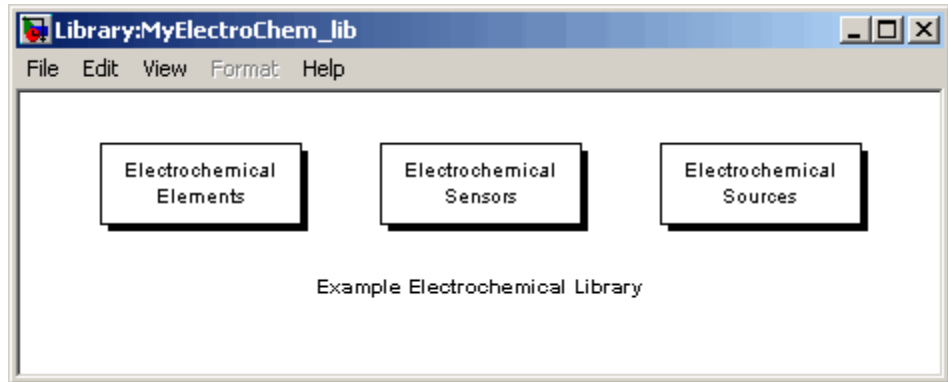 Library:MyElectroChem_lib
File Edit View Format Help
Electrochemical
Elements
Electrochemical
Sensors
Electrochemical
Sources
Example Electrochemical Library